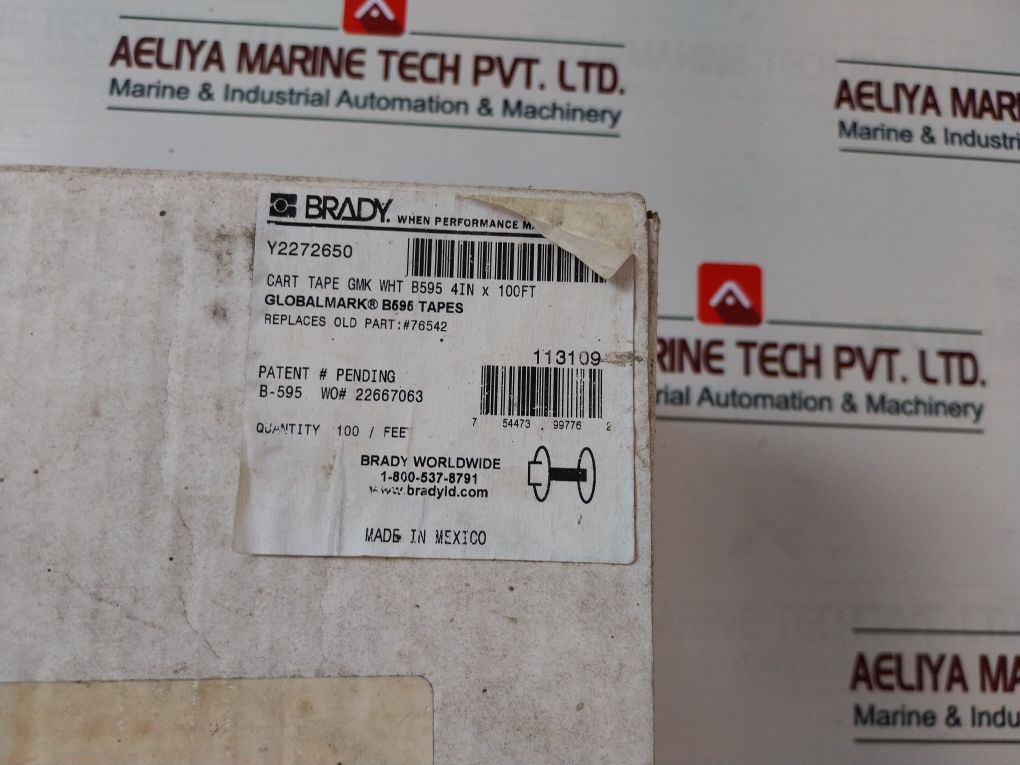 AELIYA MARINE TECH PVT. LTD.
Marine & Industrial Automation & Machinery
AELIYA MAR
Marine & Industri
BRADY.
WHEN PERFORMANCE
Y2272650
CART TAPE GMK WHT B595 4IN x 100FT
GLOBALMARK® B595 TAPES
REPLACES OLD PART:#76542
113109
PATENT # PENDING
B-595 WO# 22667063
7 54473 99776 2
QUANTITY 100 / FEET
BRADY WORLDWIDE
1-800-537-8791
www.bradyid.com
MADE IN MEXICO
RINE TECH PVT. LTD.
rial Automation & Machinery
AELIYA MA
Marine & Indu